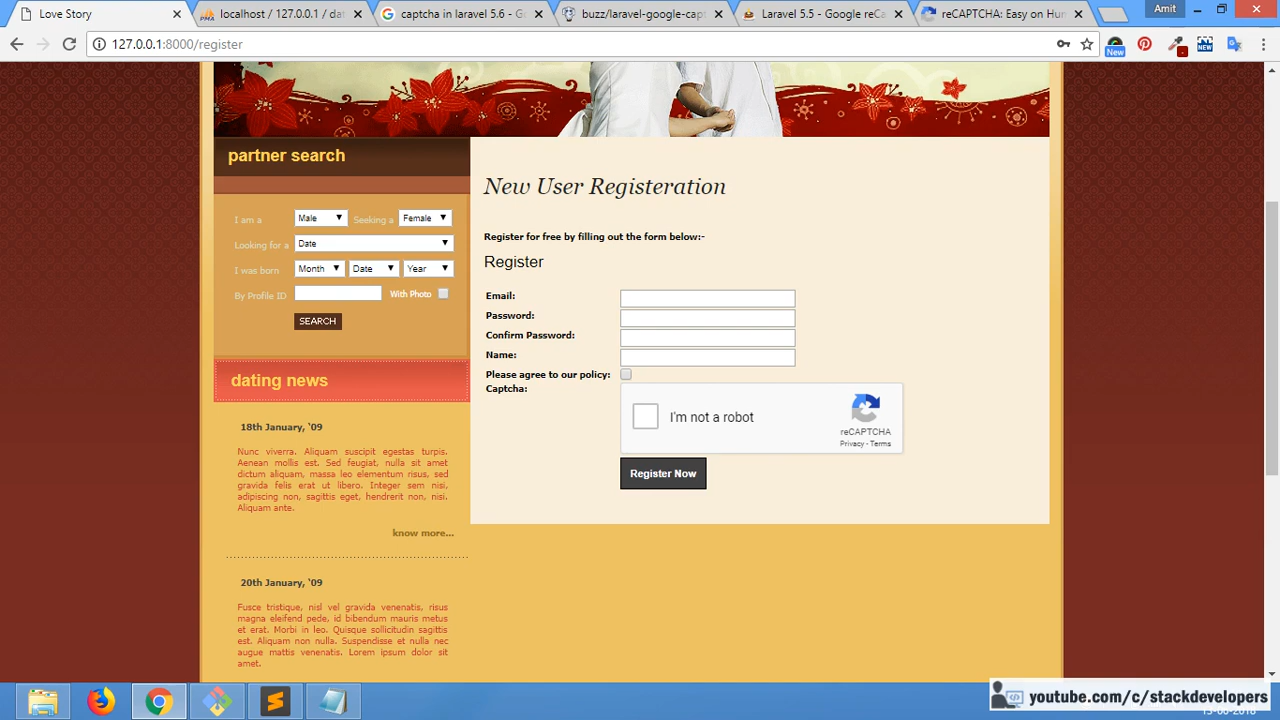 Love Story
localhost / 127.0.0.1 / dat
captcha in laravel 5.6 - Go
buzz/laravel-google-capt
Laravel 5.5 - Google reCA
reCAPTCHA: Easy on Hum
Amit
127.0.0.1:8000/register
New
NEW
partner search
I am a Male Seeking a Female
Looking for a Date
I was born Month Date Year
By Profile ID With Photo
SEARCH
dating news
18th January, `09
Nunc viverra. Aliquam suscipit egestas turpis.
Aenean mollis est. Sed feugiat, nulla sit amet
dictum aliquam, massa leo elementum risus, sed
gravida felis erat ut libero. Integer sem nisi,
adipiscing non, sagittis eget, hendrerit non, nisi.
Aliquam ante.
know more...
20th January, `09
Fusce tristique, nisl vel gravida venenatis, risus
magna eleifend pede, id bibendum mauris metus
et erat. Morbi in leo. Quisque sollicitudin sagittis
est. Aliquam non nulla. Suspendisse et nulla nec
augue mattis venenatis. Lorem ipsum dolor sit
amet.
New User Registeration
Register for free by filling out the form below:-
Register
Email:
Password:
Confirm Password:
Name:
Please agree to our policy:
Captcha:
I'm not a robot
reCAPTCHA
Privacy - Terms
Register Now
youtube.com/c/stackdevelopers